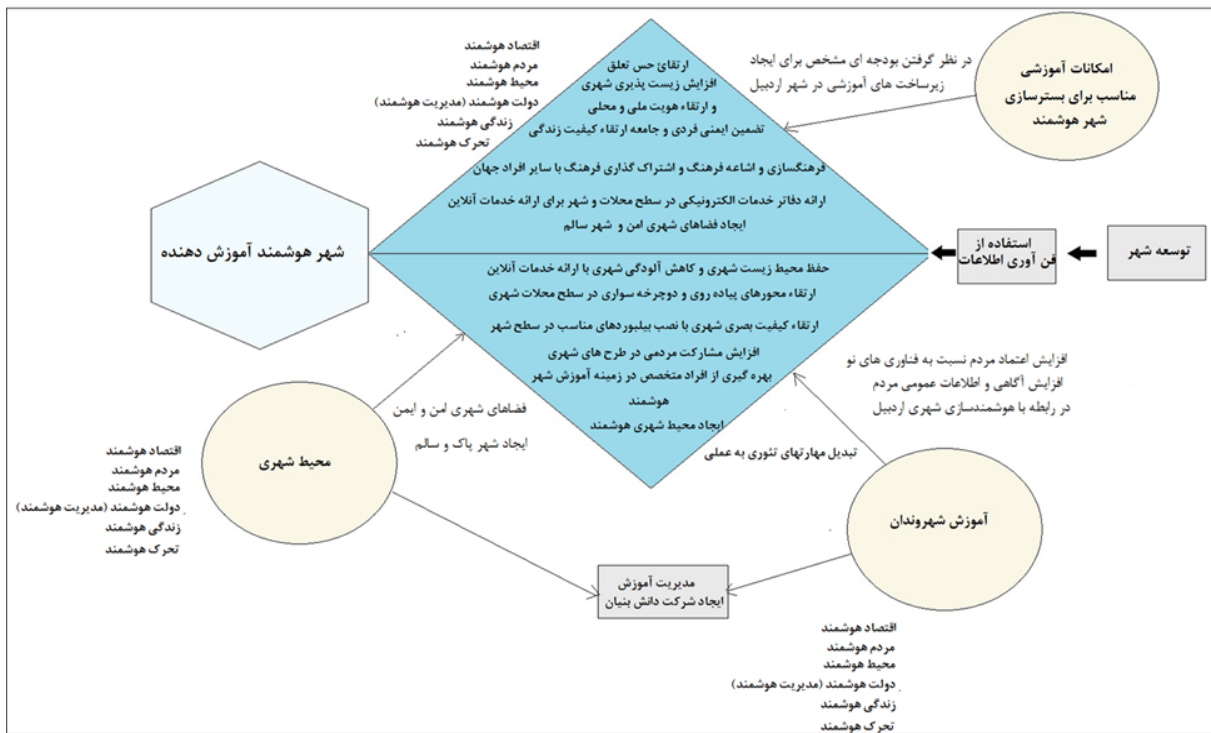 امکانات آموزشی
مناسب برای بسترسازی
شهر هوشمند
در نظر گرفتن بودجه ای مشخص برای ایجاد
زیرساخت های آموزشی در شهر اردبیل
اقتصاد هوشمند
مردم هوشمند
محیط هوشمند
دولت هوشمند (مدیریت هوشمند)
زندگی هوشمند
تحرک هوشمند
ارتقائ حس تعلق
افزایش زیست پذیری شهری
و ارتقاء هویت ملی و محلی
تضمین ایمنی فردی و جامعه ارتقاء کیفیت زندگی
فرهنگسازی و اشاعه فرهنگ و اشتراک گذاری فرهنگ با سایر افراد جهان
ارائه دفاتر خدمات الکترونیکی در سطح محلات و شهر برای ارائه خدمات آنلاین
ایجاد فضاهای شهری امن و شهر سالم
توسعه شهر
استفاده از
فن آوری اطلاعات
شهر هوشمند آموزش دهنده
حفظ محیط زیست شهری و کاهش آلودگی شهری با ارائه خدمات آنلاین
ارتقاء محورهای پیاده روی و دوچرخه سواری در سطح محلات شهری
ارتقاء کیفیت بصری شهری با نصب بیلبوردهای مناسب در سطح شهر
افزایش مشارکت مردمی در طرح های شهری
بهره گیری از افراد متخصص در زمینه آموزش شهر
هوشمند
ایجاد محیط شهری هوشمند
افزایش اعتماد مردم نسبت به فناوری های نو
افزایش آگاهی و اطلاعات عمومی مردم
در رابطه با هوشمندسازی شهری اردبیل
تبدیل مهارتهای تئوری به عملی
فضاهای شهری امن و ایمن
ایجاد شهر پاک و سالم
محیط شهری
اقتصاد هوشمند
مردم هوشمند
محیط هوشمند
دولت هوشمند (مدیریت هوشمند)
زندگی هوشمند
تحرک هوشمند
آموزش شهروندان
مدیریت آموزش
ایجاد شرکت دانش بنیان
اقتصاد هوشمند
مردم هوشمند
محیط هوشمند
دولت هوشمند (مدیریت هوشمند)
زندگی هوشمند
تحرک هوشمند